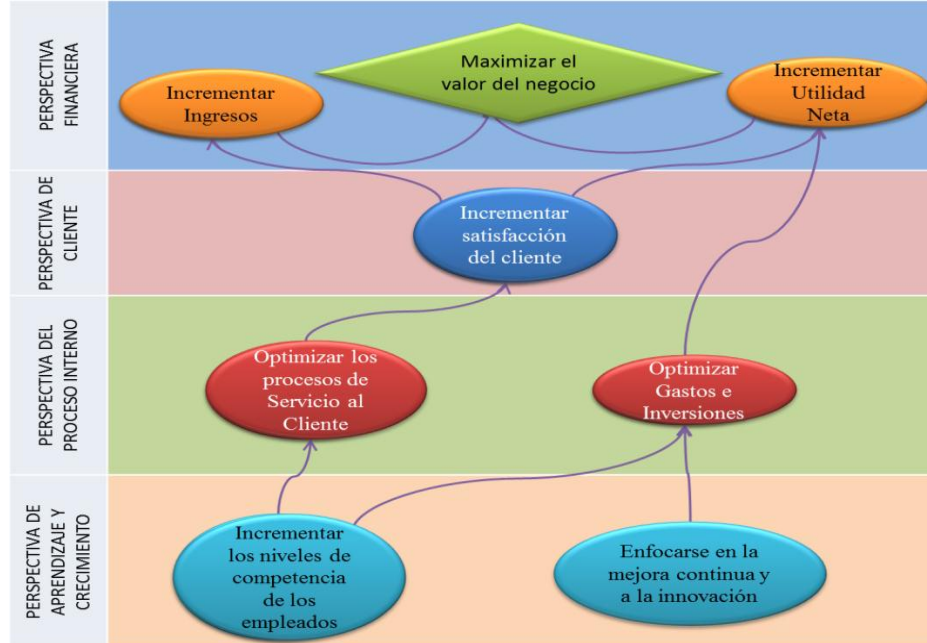 PERSPECTIVA
FINANCIERA
Maximizar el
valor del negocio
Incrementar
Ingresos
Incrementar
Utilidad
Neta
PERSPECTIVA DE
CLIENTE
Incrementar
satisfacción
del cliente
PERSPECTIVA DEL
PROCESO INTERNO
Optimizar los
procesos de
Servicio al
Cliente
Optimizar
Gastos e
Inversiones
PERSPECTIVA DE
APRENDIZAJE Y
CRECIMIENTO
Incrementar
los niveles de
competencia
de los
empleados
Enfocarse en la
mejora continua y
a la innovación